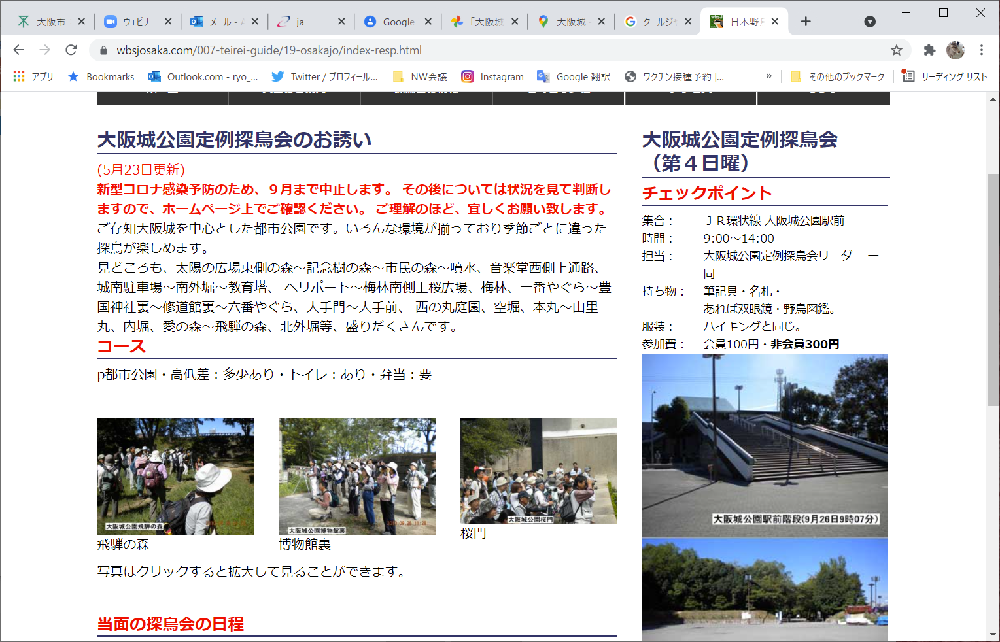 大阪市
ウェビナー
メール - A
ja
Google
「大阪城
大阪城
クールジャ
日本野鳥
wbsjosaka.com/007-teirei-guide/19-osakajo/index-resp.html
アプリ
Bookmarks
Outlook.com - ryo_...
Twitter / プロフィール...
NW会議
Instagram
Google 翻訳
ワクチン接種予約 |...
»
その他のブックマーク
リーディング リスト
大阪城公園定例探鳥会のお誘い
(5月23日更新)
新型コロナ感染予防のため、９月まで中止します。 その後については状況を見て判断し
ますので、ホームページ上でご確認ください。 ご理解のほど、宜しくお願い致します。
ご存知大阪城を中心とした都市公園です。いろんな環境が揃っており季節ごとに違った
探鳥が楽しめます。
見どころも、太陽の広場東側の森～記念樹の森～市民の森～噴水、音楽堂西側上通路、
城南駐車場～南外堀～教育塔、 ヘリポート～梅林南側上桜広場、梅林、一番やぐら～豊
国神社裏～修道館裏～六番やぐら、大手門～大手前、 西の丸庭園、空堀、本丸～山里
丸、内堀、愛の森～飛騨の森、北外堀等、盛りだくさんです。
コース
p都市公園・高低差：多少あり・トイレ：あり・弁当：要
大阪城公園飛騨の森
大阪城公園博物館裏
2010.09.26 11:28
大阪城公園桜門
飛騨の森
博物館裏
桜門
写真はクリックすると拡大して見ることができます。
当面の探鳥会の日程
大阪城公園定例探鳥会
（第４日曜）
チェックポイント
集合： ＪＲ環状線 大阪城公園駅前
時間： 9:00～14:00
担当： 大阪城公園定例探鳥会リーダー 一
同
持ち物： 筆記具・名札・
あれば双眼鏡・野鳥図鑑。
服装： ハイキングと同じ。
参加費： 会員100円・非会員300円
大阪城公園駅前階段(9月26日9時07分)